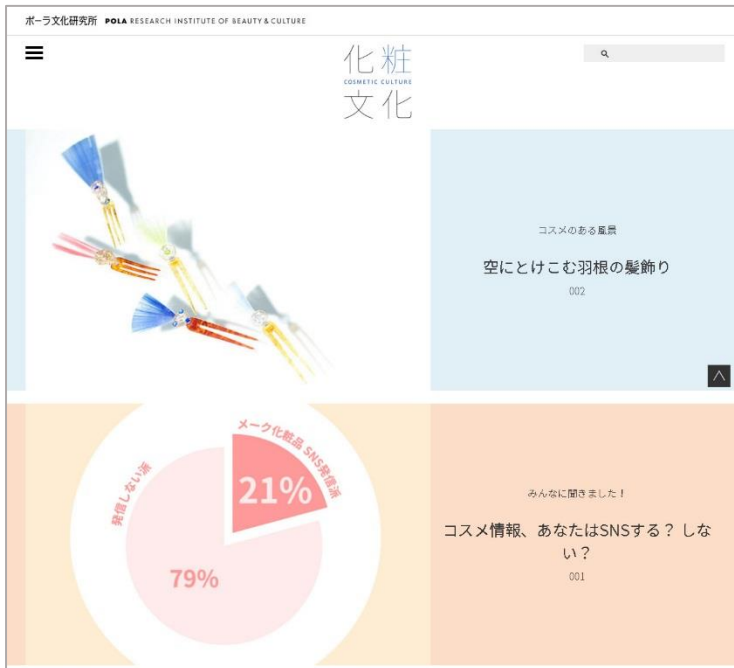 ポーラ文化研究所 POLA RESEARCH INSTITUTE OF BEAUTY & CULTURE
化粧
COSMETIC CULTURE
文化
コスメのある風景
空にとけこむ羽根の髪飾り
002
メーク化粧品 SNS発信派
発信しない派
21%
79%
みんなに聞きました！
コスメ情報、あなたはSNSする？ しな
い？
001